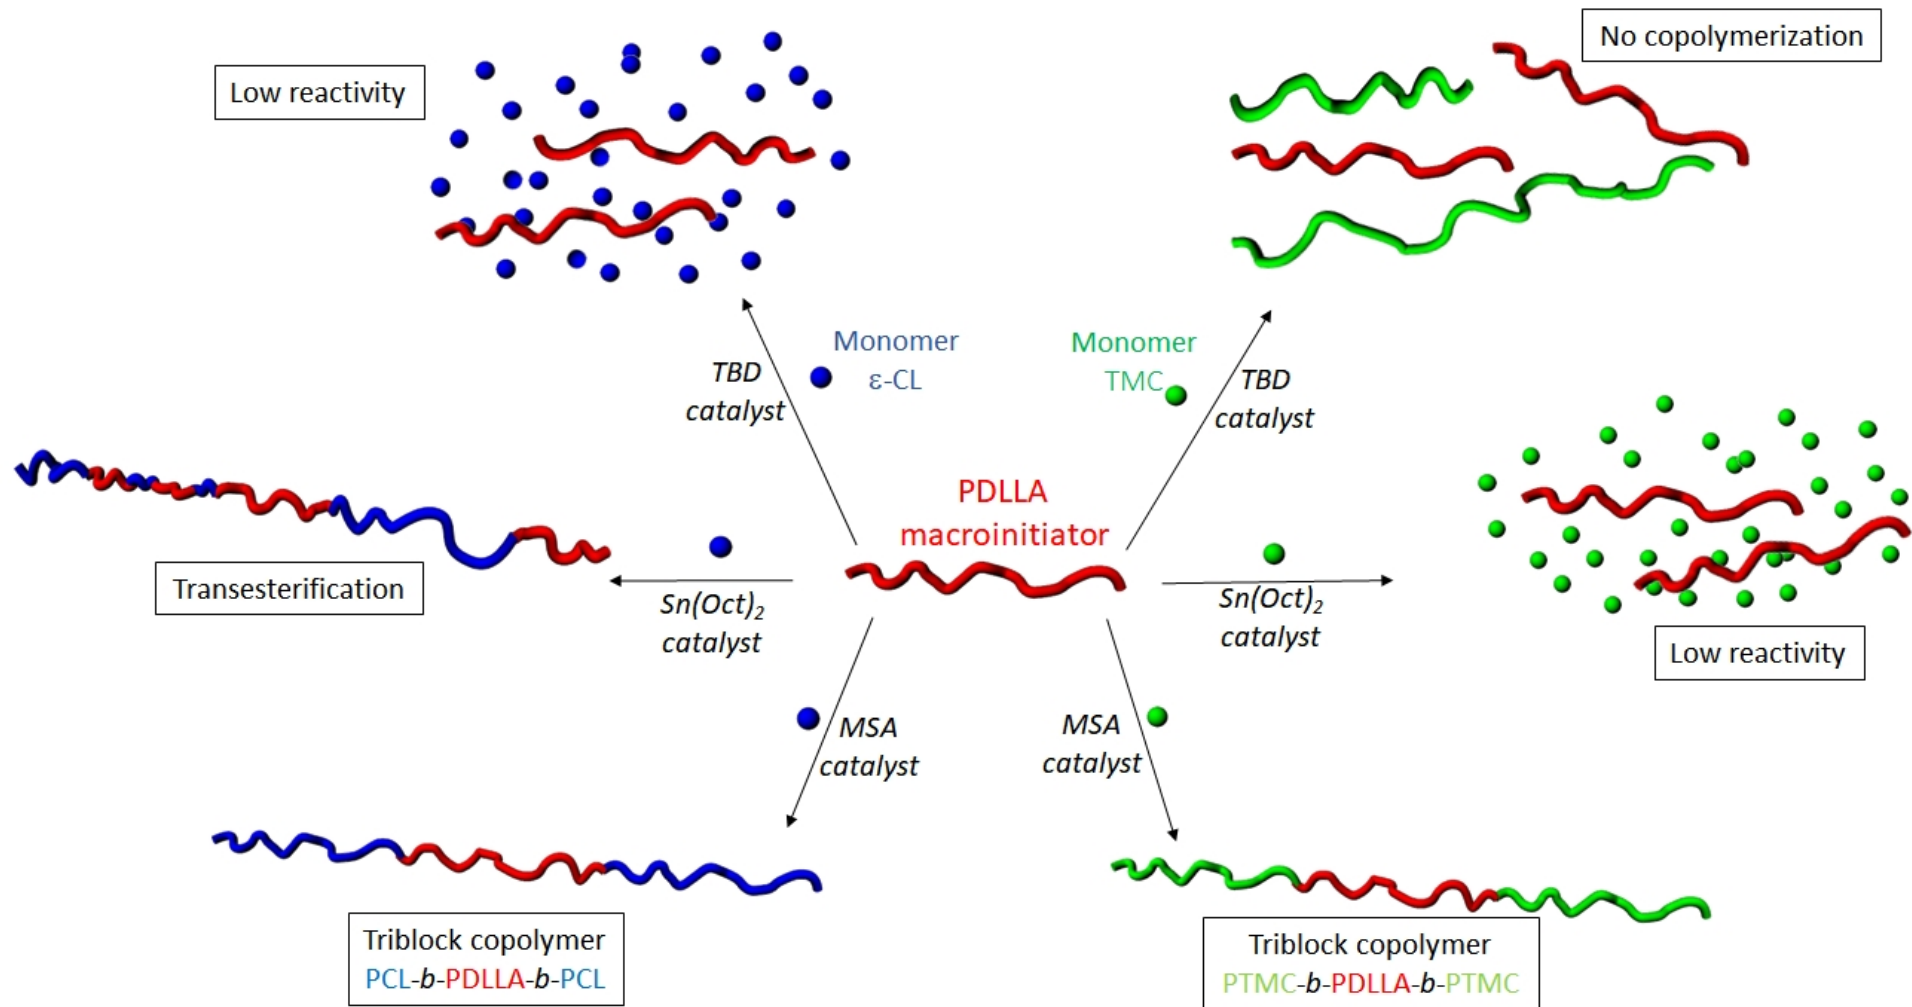 No copolymerization
Low reactivity
Monomer
ε-CL
Monomer
TMC
TBD
catalyst
TBD
catalyst
PDLLA
macroinitiator
Transesterification
Sn(Oct)2
catalyst
Sn(Oct)2
catalyst
Low reactivity
MSA
catalyst
MSA
catalyst
Triblock copolymer
PCL-b-PDLLA-b-PCL
Triblock copolymer
PTMC-b-PDLLA-b-PTMC